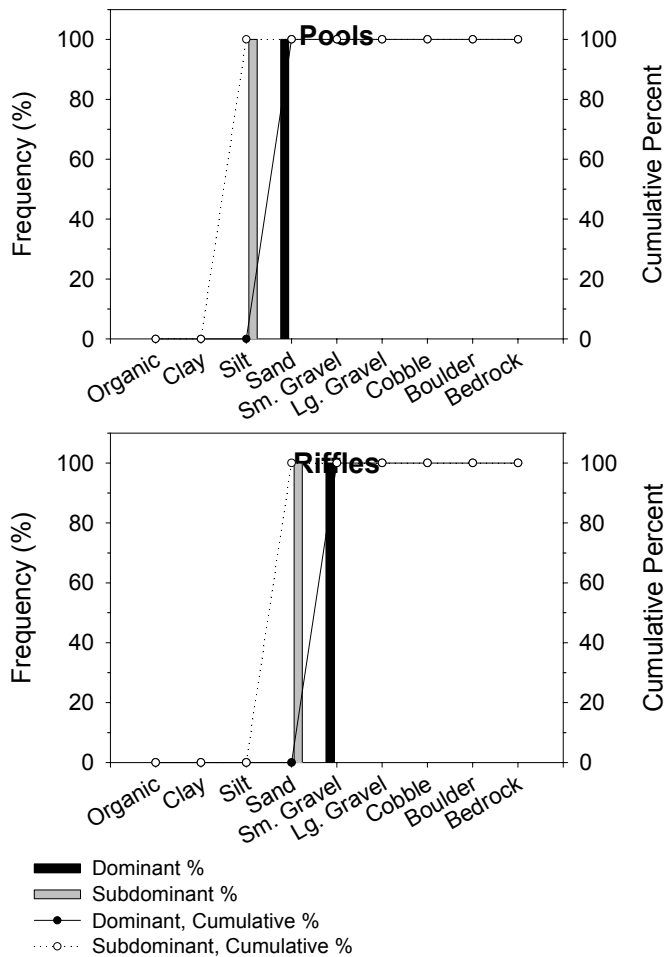 Pools
100
80
60
40
20
0
Frequency (%)
100
80
60
40
20
0
Cumulative Percent
Organic
Clay
Silt
Sand
Sm. Gravel
Lg. Gravel
Cobble
Boulder
Bedrock
Riffles
100
80
60
40
20
0
Frequency (%)
100
80
60
40
20
0
Cumulative Percent
Organic
Clay
Silt
Sand
Sm. Gravel
Lg. Gravel
Cobble
Boulder
Bedrock
Dominant %
Subdominant %
Dominant, Cumulative %
Subdominant, Cumulative %